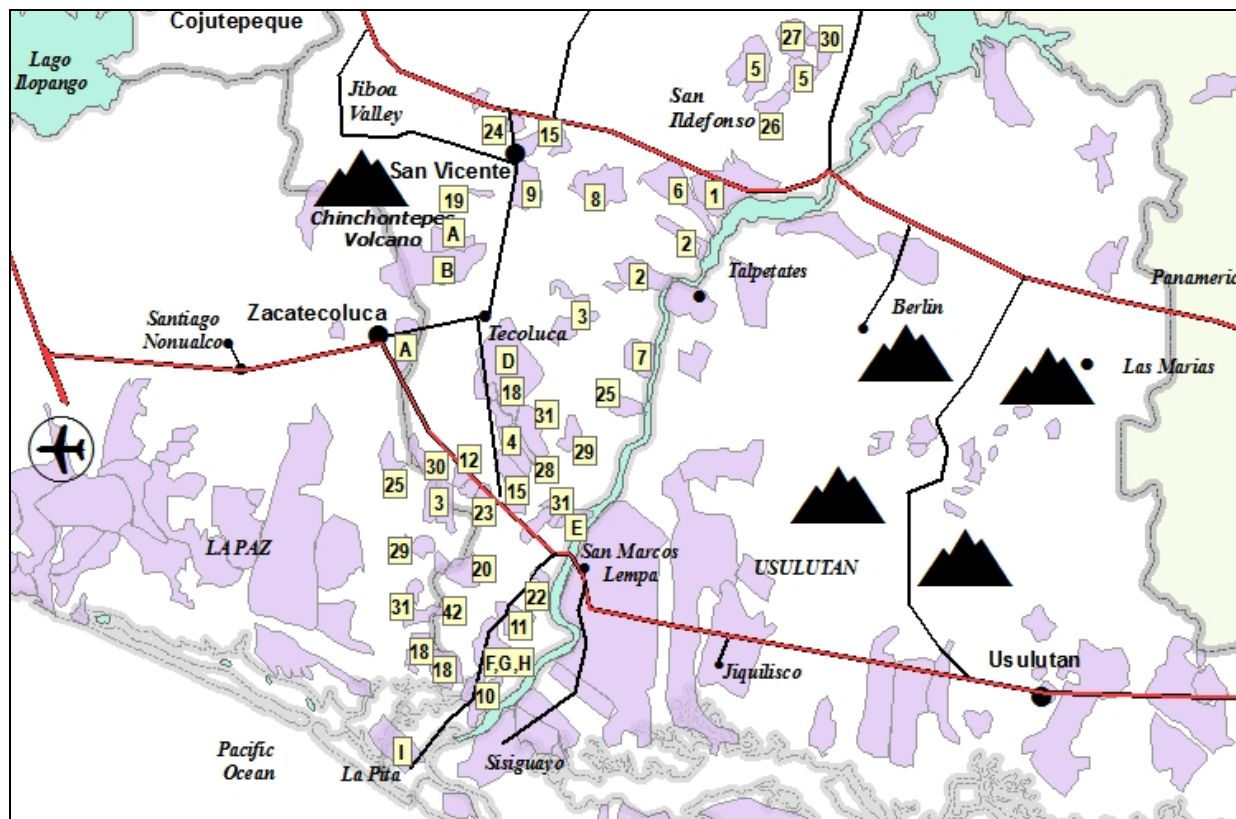 Cojutepeque
Lago
Ilopango
Jiboa
Valley
San
Ildefonso
27
30
5
5
26
24
15
San Vicente
19
9
8
6
1
Chinchontepec
Volcano
A
B
2
2
Talpetates
Panameric
Zacatecoluca
Santiago
Nonualco
A
Tecoluca
3
Berlin
D
7
Las Marias
18
25
31
4
29
12
30
28
25
3
15
31
23
E
LA PAZ
29
20
San Marcos
Lempa
USULUTAN
22
31
42
11
18
18
F,G,H
10
Jiquilisco
Usulutan
Pacific
Ocean
I
La Pita
Sisiguayo